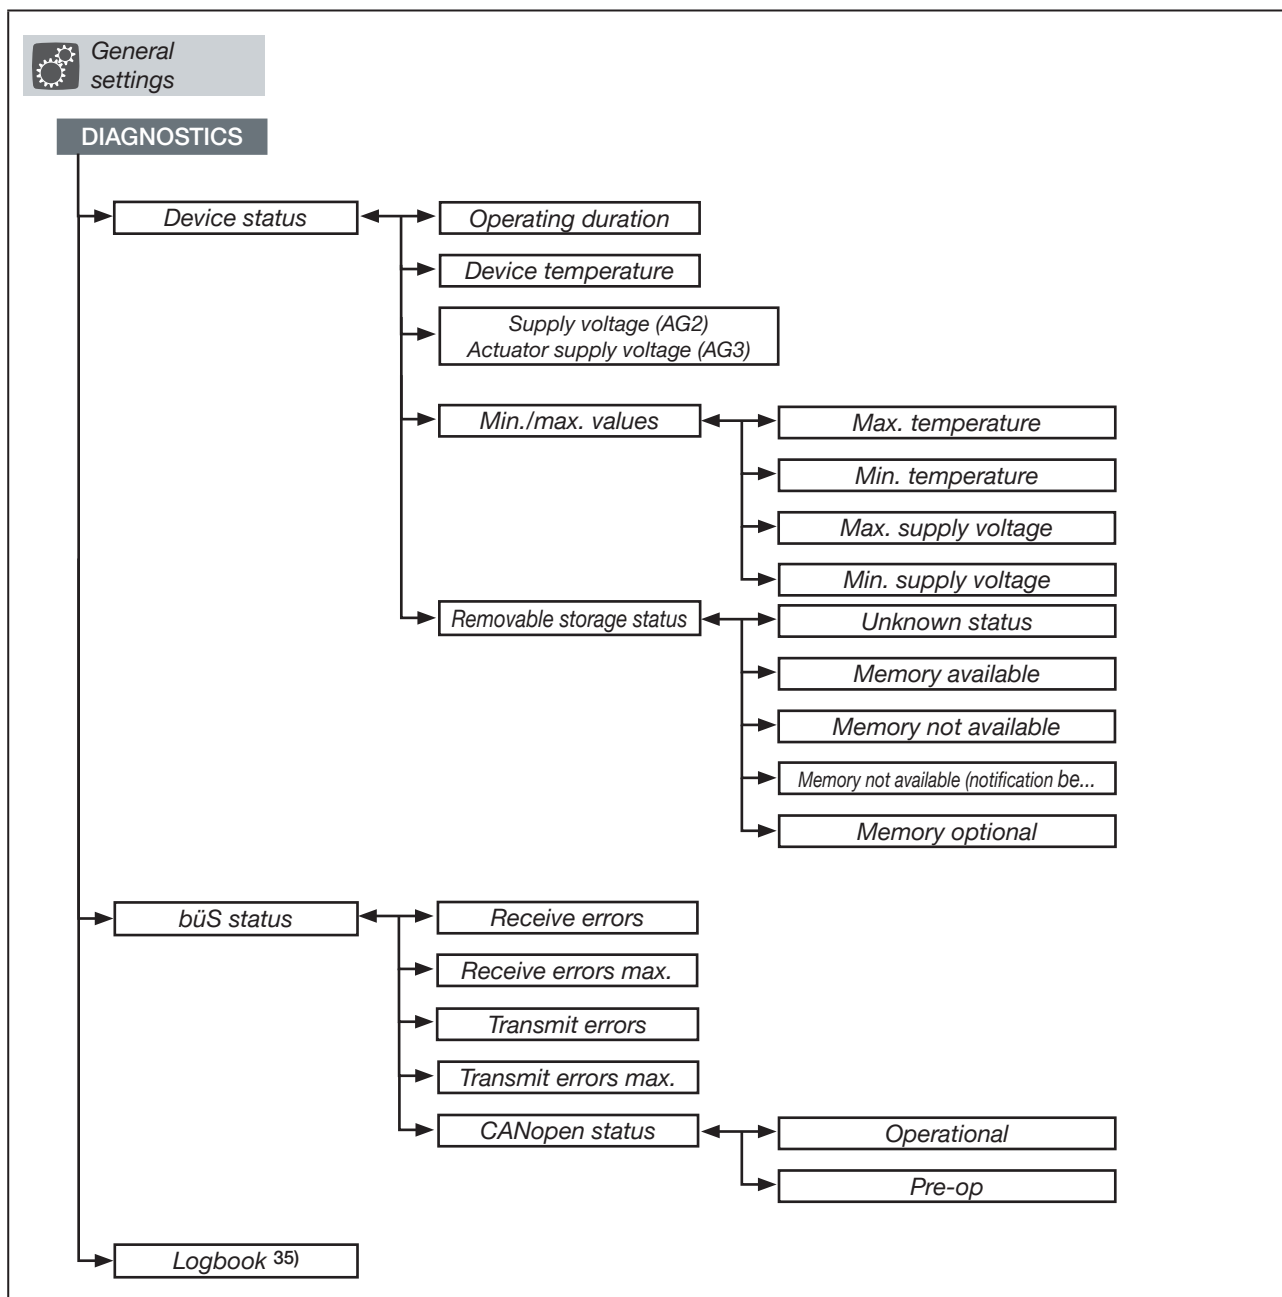 General
settings
DIAGNOSTICS
Device status
Operating duration
Device temperature
Supply voltage (AG2)
Actuator supply voltage (AG3)
Min./max. values
Max. temperature
Min. temperature
Max. supply voltage
Min. supply voltage
Removable storage status
Unknown status
Memory available
Memory not available
Memory not available (notification be...
Memory optional
büS status
Receive errors
Receive errors max.
Transmit errors
Transmit errors max.
CANopen status
Operational
Pre-op
Logbook 35)